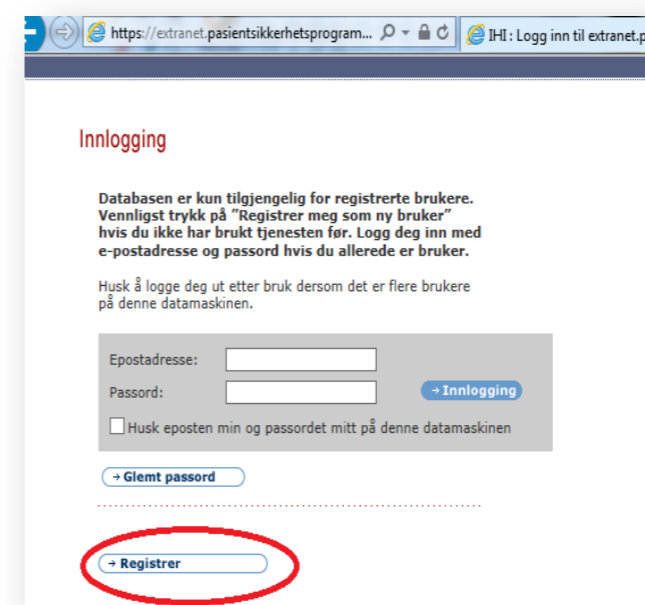 https://extranet.pasientsikkerhetsprogram...
IHI : Logg inn til extranet.p
Innlogging
Databasen er kun tilgjengelig for registrerte brukere.
Vennligst trykk på "Registrer meg som ny bruker"
hvis du ikke har brukt tjenesten før. Logg deg inn med
e-postadresse og passord hvis du allerede er bruker.
Husk å logge deg ut etter bruk dersom det er flere brukere
på denne datamaskinen.
Epostadresse:
Passord:
→ Innlogging
Husk eposten min og passordet mitt på denne datamaskinen
→ Glemt passord
→ Registrer